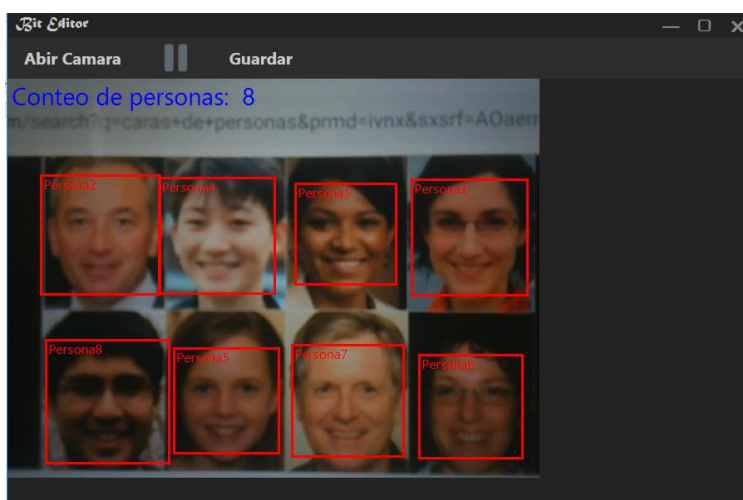 Bit Editor
Abir Camara Guardar
Conteo de personas: 8
m/search?q=caras+de+personas&prmd=ivnx&sxsrf=AOaem
Persona2 Persona4 Persona1 Persona3
Persona8 Persona5 Persona7 Persona6